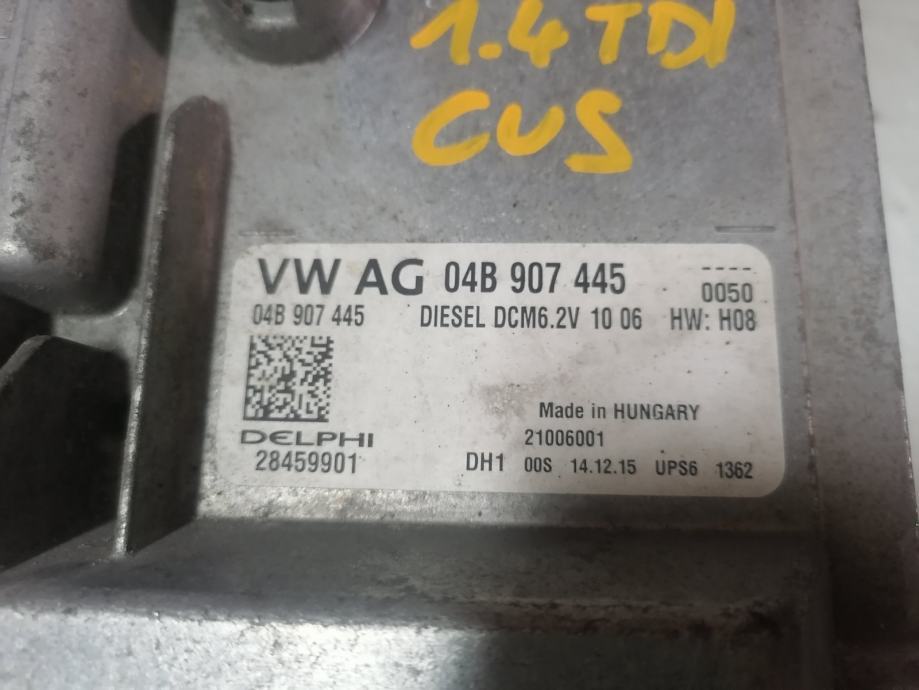 1.4 TDI
CUS
VW AG 04B 907 445
-----
0050
04B 907 445 DIESEL DCM6.2V 10 06 HW: H08
Made in HUNGARY
DELPHI 21006001
28459901 DH1 00S 14.12.15 UPS6 1362